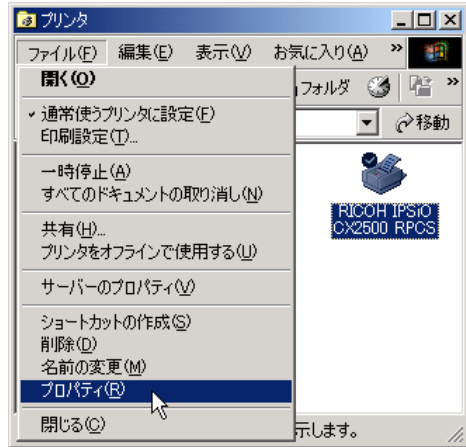 プリンタ
ファイル(F) 編集(E) 表示(V) お気に入り(A) »
開く(O)
フォルダ »
通常使うプリンタに設定(F)
印刷設定(T)...
移動
一時停止(A)
すべてのドキュメントの取り消し(N)
RICOH IPSiO
CX2500 RPCS
共有(H)...
プリンタをオフラインで使用する(U)
サーバーのプロパティ(V)
ショートカットの作成(S)
削除(D)
名前の変更(M)
プロパティ(R)
閉じる(C)
示します。